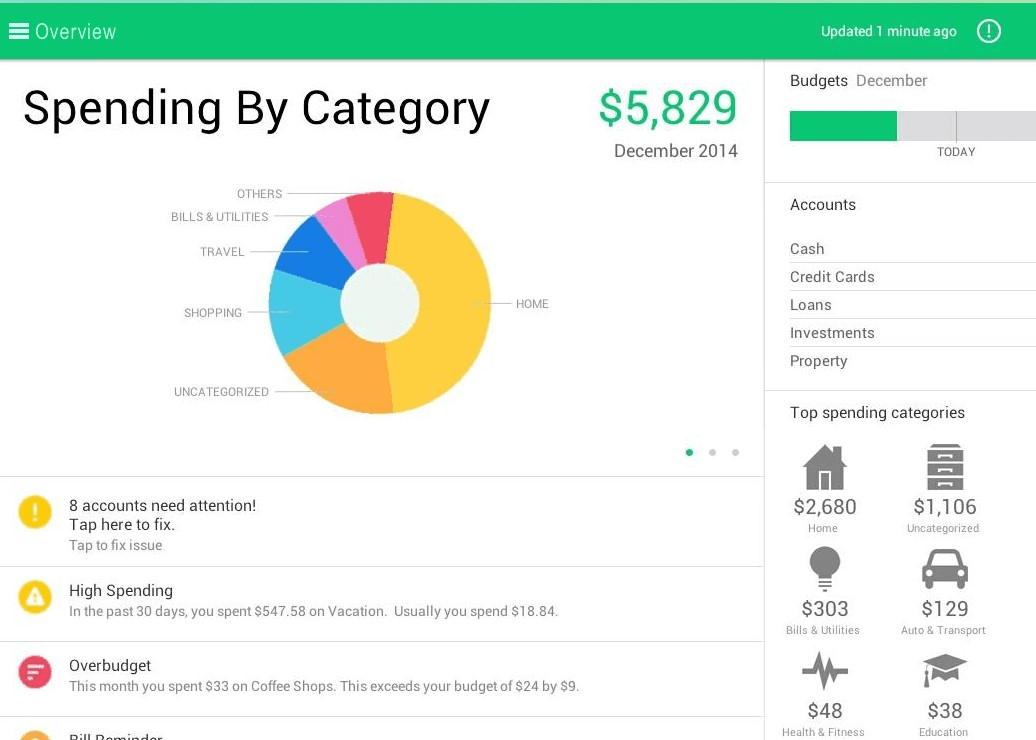 Overview
Updated 1 minute ago
Spending By Category
$5,829
December 2014
OTHERS
BILLS & UTILITIES
TRAVEL
SHOPPING
HOME
UNCATEGORIZED
8 accounts need attention!
Tap here to fix.
Tap to fix issue
High Spending
In the past 30 days, you spent $547.58 on Vacation. Usually you spend $18.84.
Overbudget
This month you spent $33 on Coffee Shops. This exceeds your budget of $24 by $9.
Bill Reminder
Budgets December
TODAY
Accounts
Cash
Credit Cards
Loans
Investments
Property
Top spending categories
$2,680 $1,106
Home Uncategorized
$303 $129
Bills & Utilities Auto & Transport
$48 $38
Health & Fitness Education